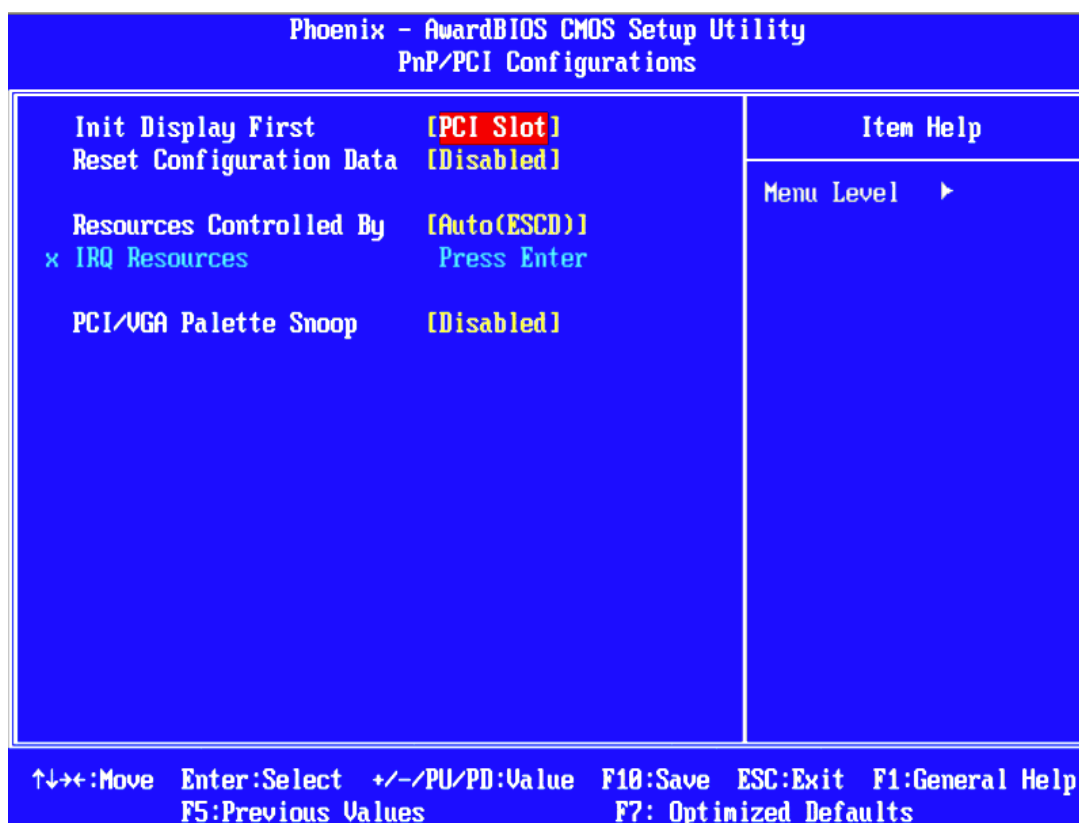 Phoenix - AwardBIOS CMOS Setup Utility
PnP/PCI Configurations
Init Display First [PCI Slot]
Reset Configuration Data [Disabled]
Resources Controlled By [Auto(ESCD)]
x IRQ Resources Press Enter
PCI/VGA Palette Snoop [Disabled]
Item Help
Menu Level ▶
↑↓→←:Move Enter:Select +/-/PU/PD:Value F10:Save ESC:Exit F1:General Help
F5:Previous Values F7: Optimized Defaults